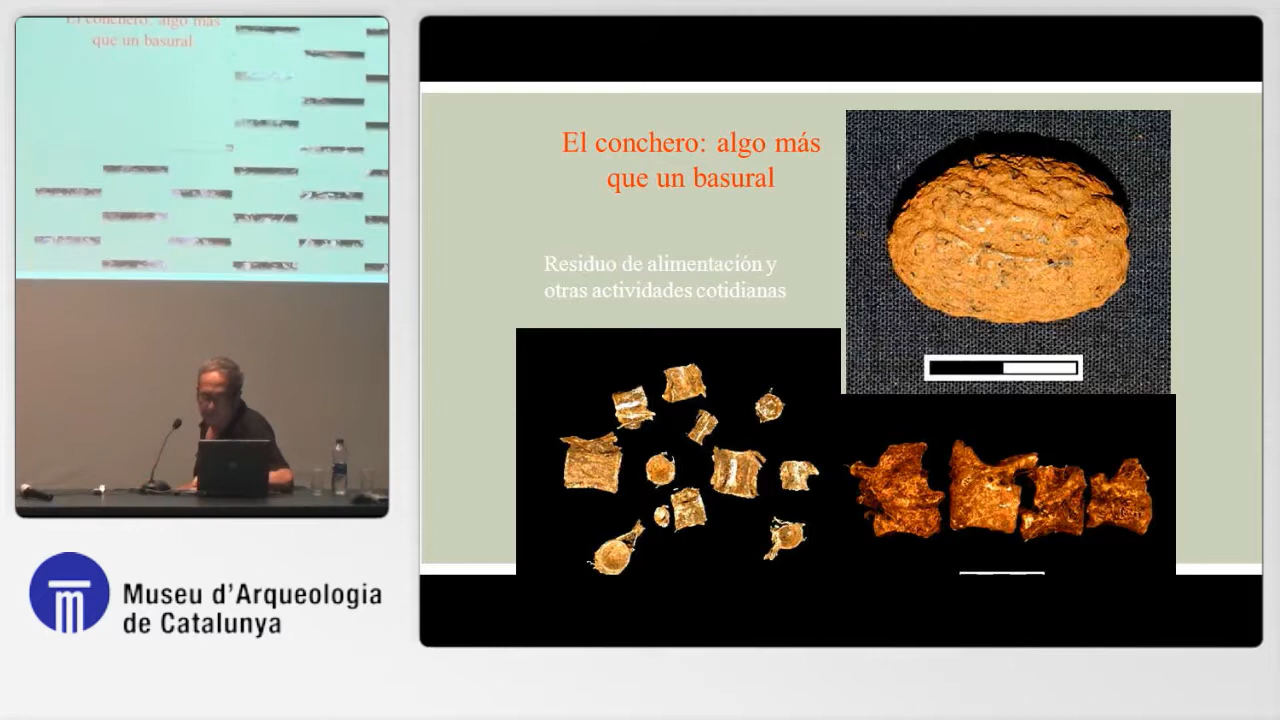 El conchero: algo más
que un basural
El conchero: algo más
que un basural
Residuo de alimentación y
otras actividades cotidianas
Museu d'Arqueologia
de Catalunya